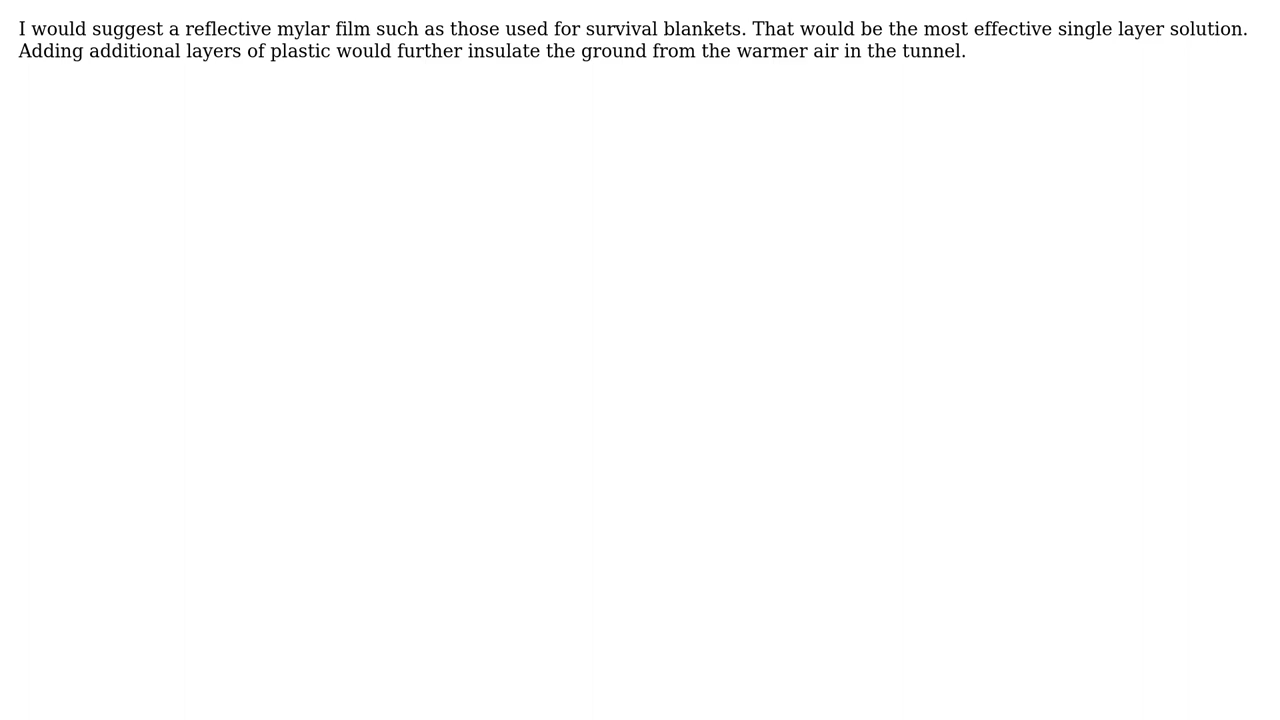 I would suggest a reflective mylar film such as those used for survival blankets. That would be the most effective single layer solution.
Adding additional layers of plastic would further insulate the ground from the warmer air in the tunnel.